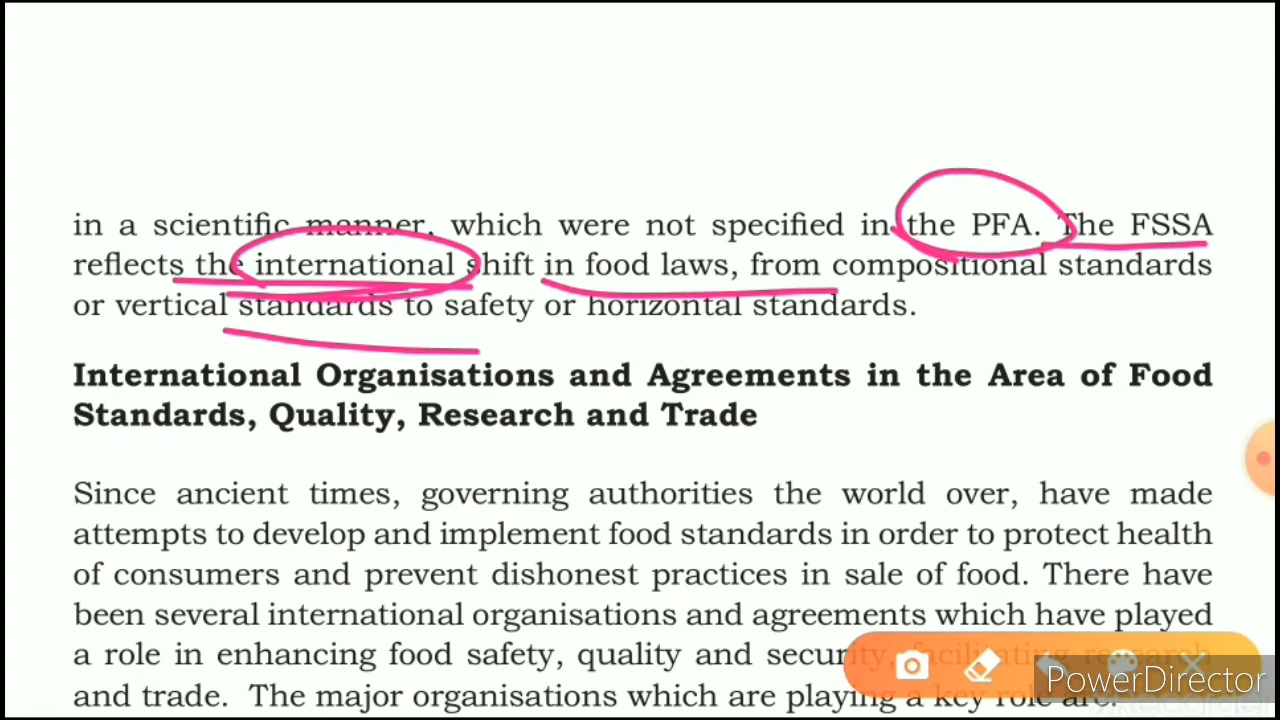 in a scientific manner, which were not specified in the PFA. The FSSA
reflects the international shift in food laws, from compositional standards
or vertical standards to safety or horizontal standards.
International Organisations and Agreements in the Area of Food
Standards, Quality, Research and Trade
Since ancient times, governing authorities the world over, have made
attempts to develop and implement food standards in order to protect health
of consumers and prevent dishonest practices in sale of food. There have
been several international organisations and agreements which have played
a role in enhancing food safety, quality and security, facilitating research
and trade. The major organisations which are playing a key role are:
PowerDirector